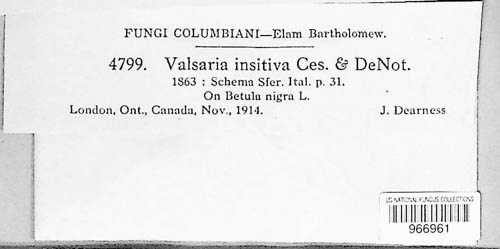 FUNGI COLUMBIANI—Elam Bartholomew.
4799. Valsaria insitiva Ces. & DeNot.
1863 : Schema Sfer. Ital. p. 31.
On Betula nigra L.
London, Ont., Canada, Nov., 1914. J. Dearness
US NATIONAL FUNGUS COLLECTIONS
966961